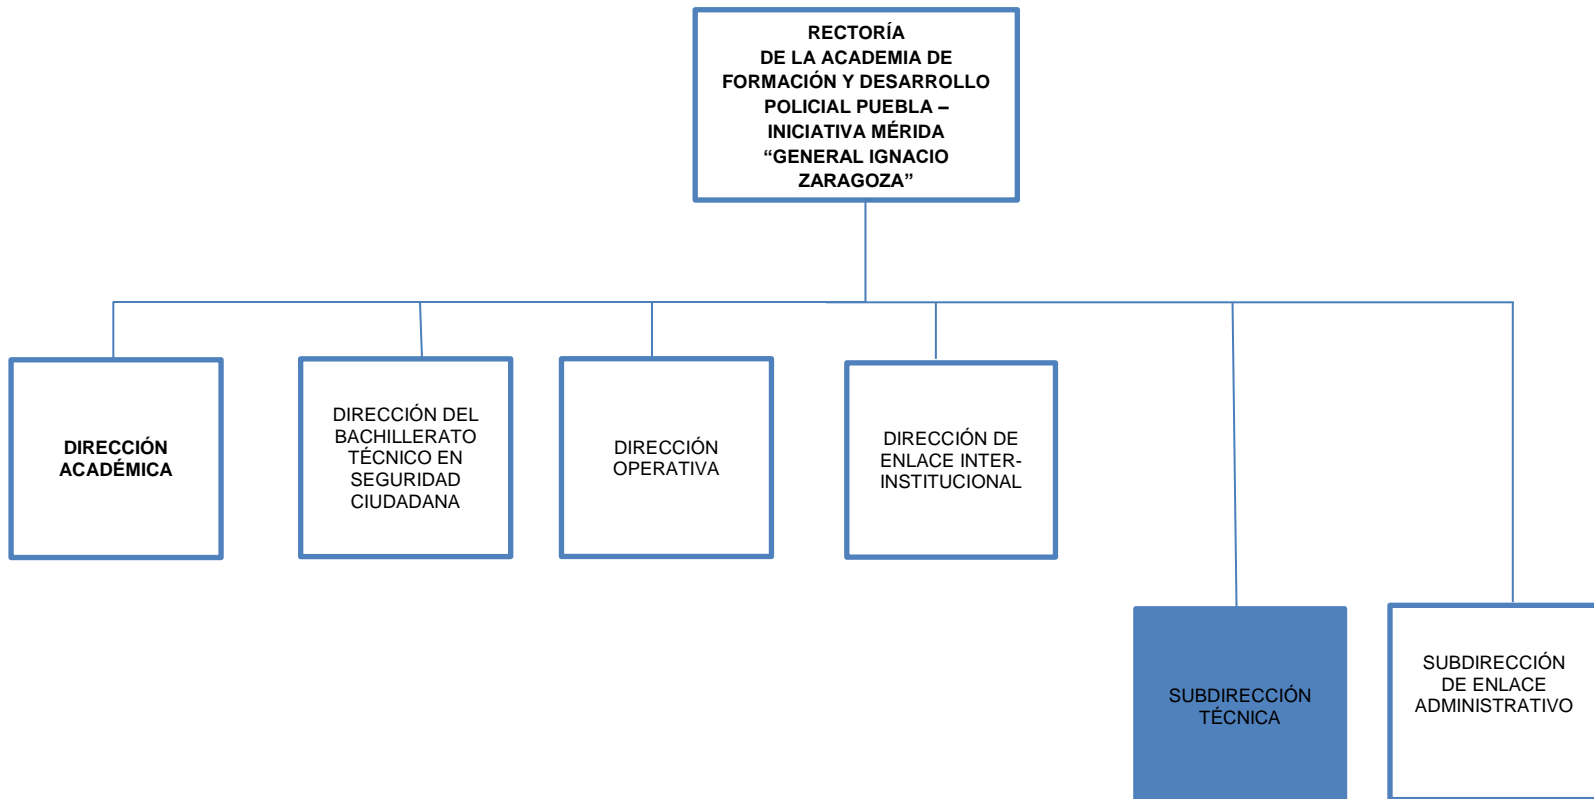 RECTORÍA
DE LA ACADEMIA DE
FORMACIÓN Y DESARROLLO
POLICIAL PUEBLA –
INICIATIVA MÉRIDA
“GENERAL IGNACIO
ZARAGOZA”
DIRECCIÓN
ACADÉMICA
DIRECCIÓN DEL
BACHILLERATO
TÉCNICO EN
SEGURIDAD
CIUDADANA
DIRECCIÓN
OPERATIVA
DIRECCIÓN DE
ENLACE INTER-
INSTITUCIONAL
SUBDIRECCIÓN
TÉCNICA
SUBDIRECCIÓN
DE ENLACE
ADMINISTRATIVO